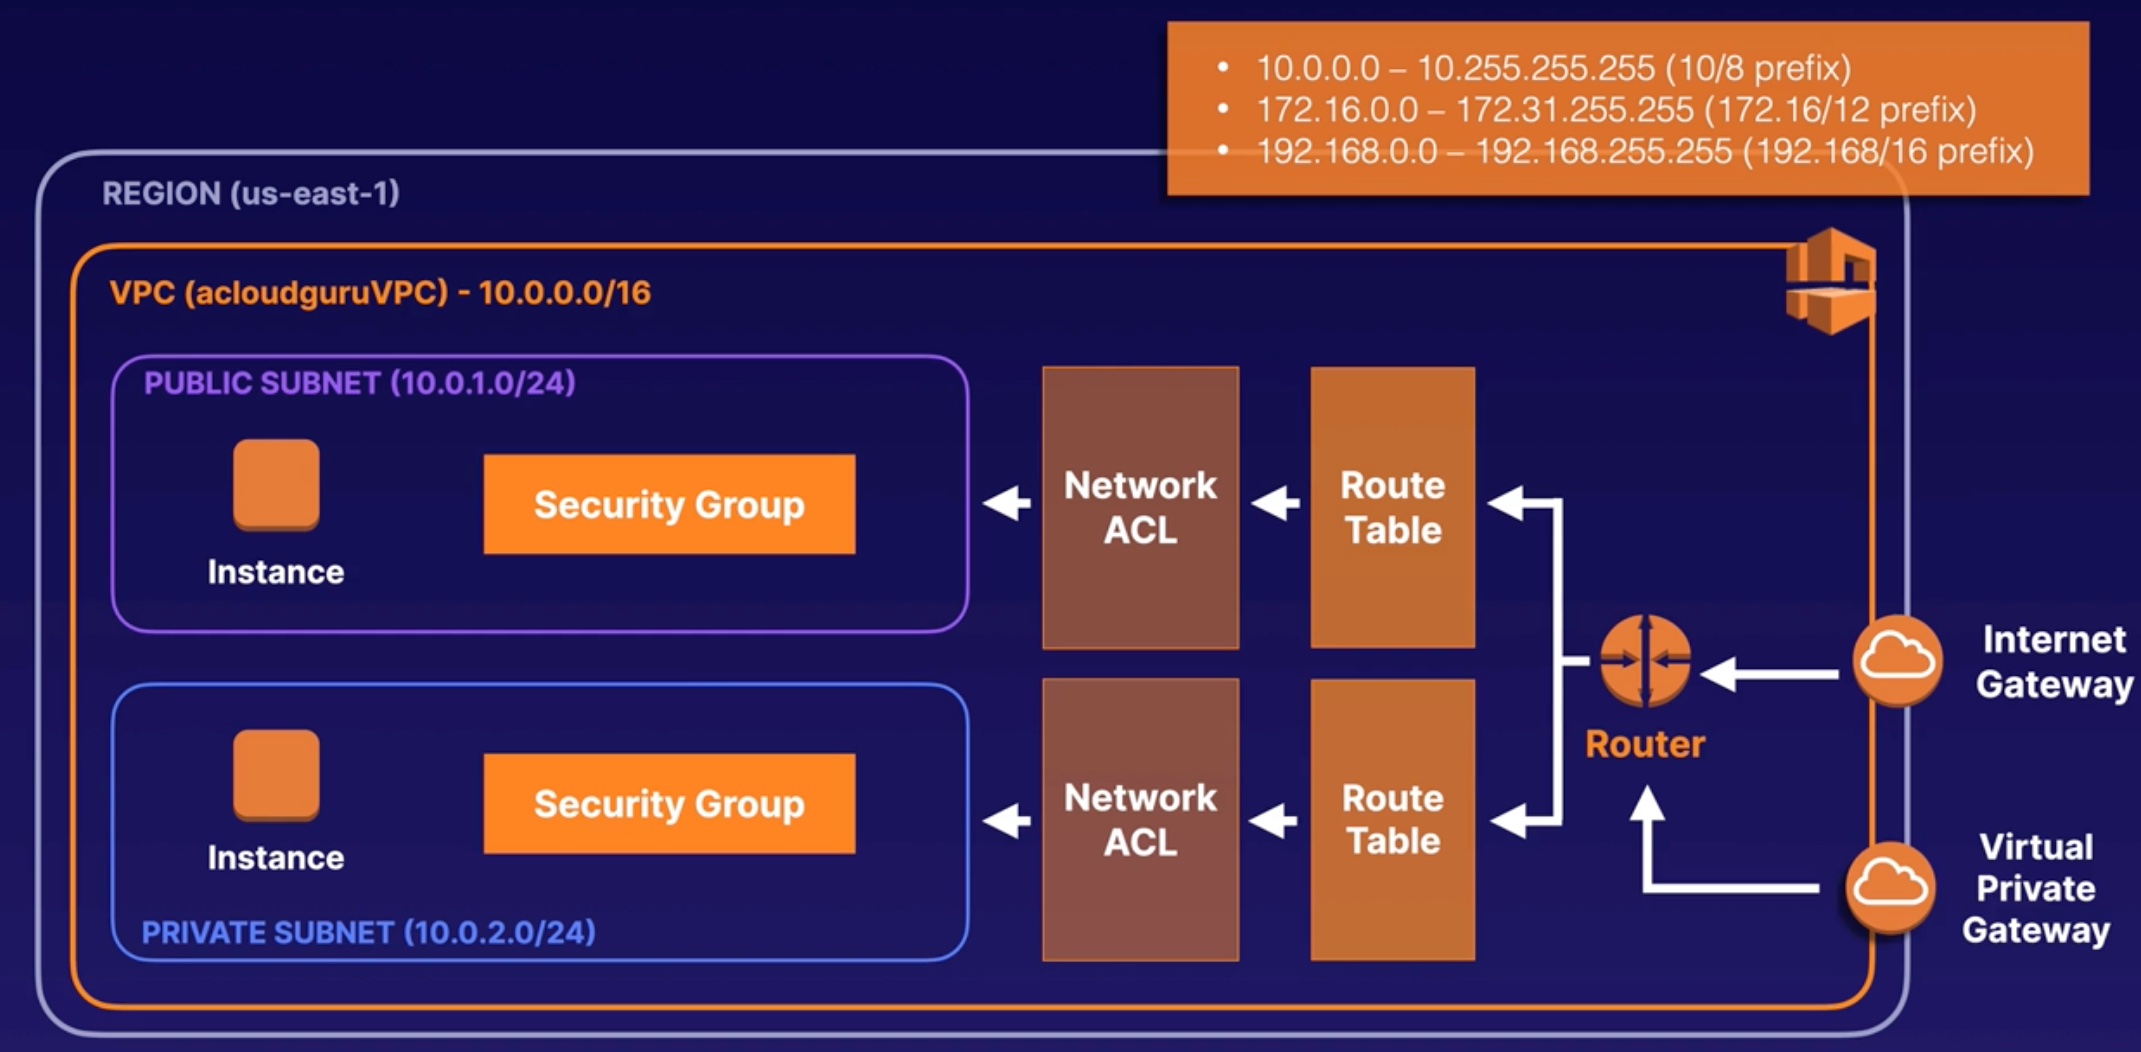 • 10.0.0.0 – 10.255.255.255 (10/8 prefix)
• 172.16.0.0 – 172.31.255.255 (172.16/12 prefix)
• 192.168.0.0 – 192.168.255.255 (192.168/16 prefix)
REGION (us-east-1)
VPC (acloudguruVPC) - 10.0.0.0/16
PUBLIC SUBNET (10.0.1.0/24)
Instance
Security Group
Network
ACL
Route
Table
Router
Internet
Gateway
Instance
Security Group
PRIVATE SUBNET (10.0.2.0/24)
Network
ACL
Route
Table
Virtual
Private
Gateway